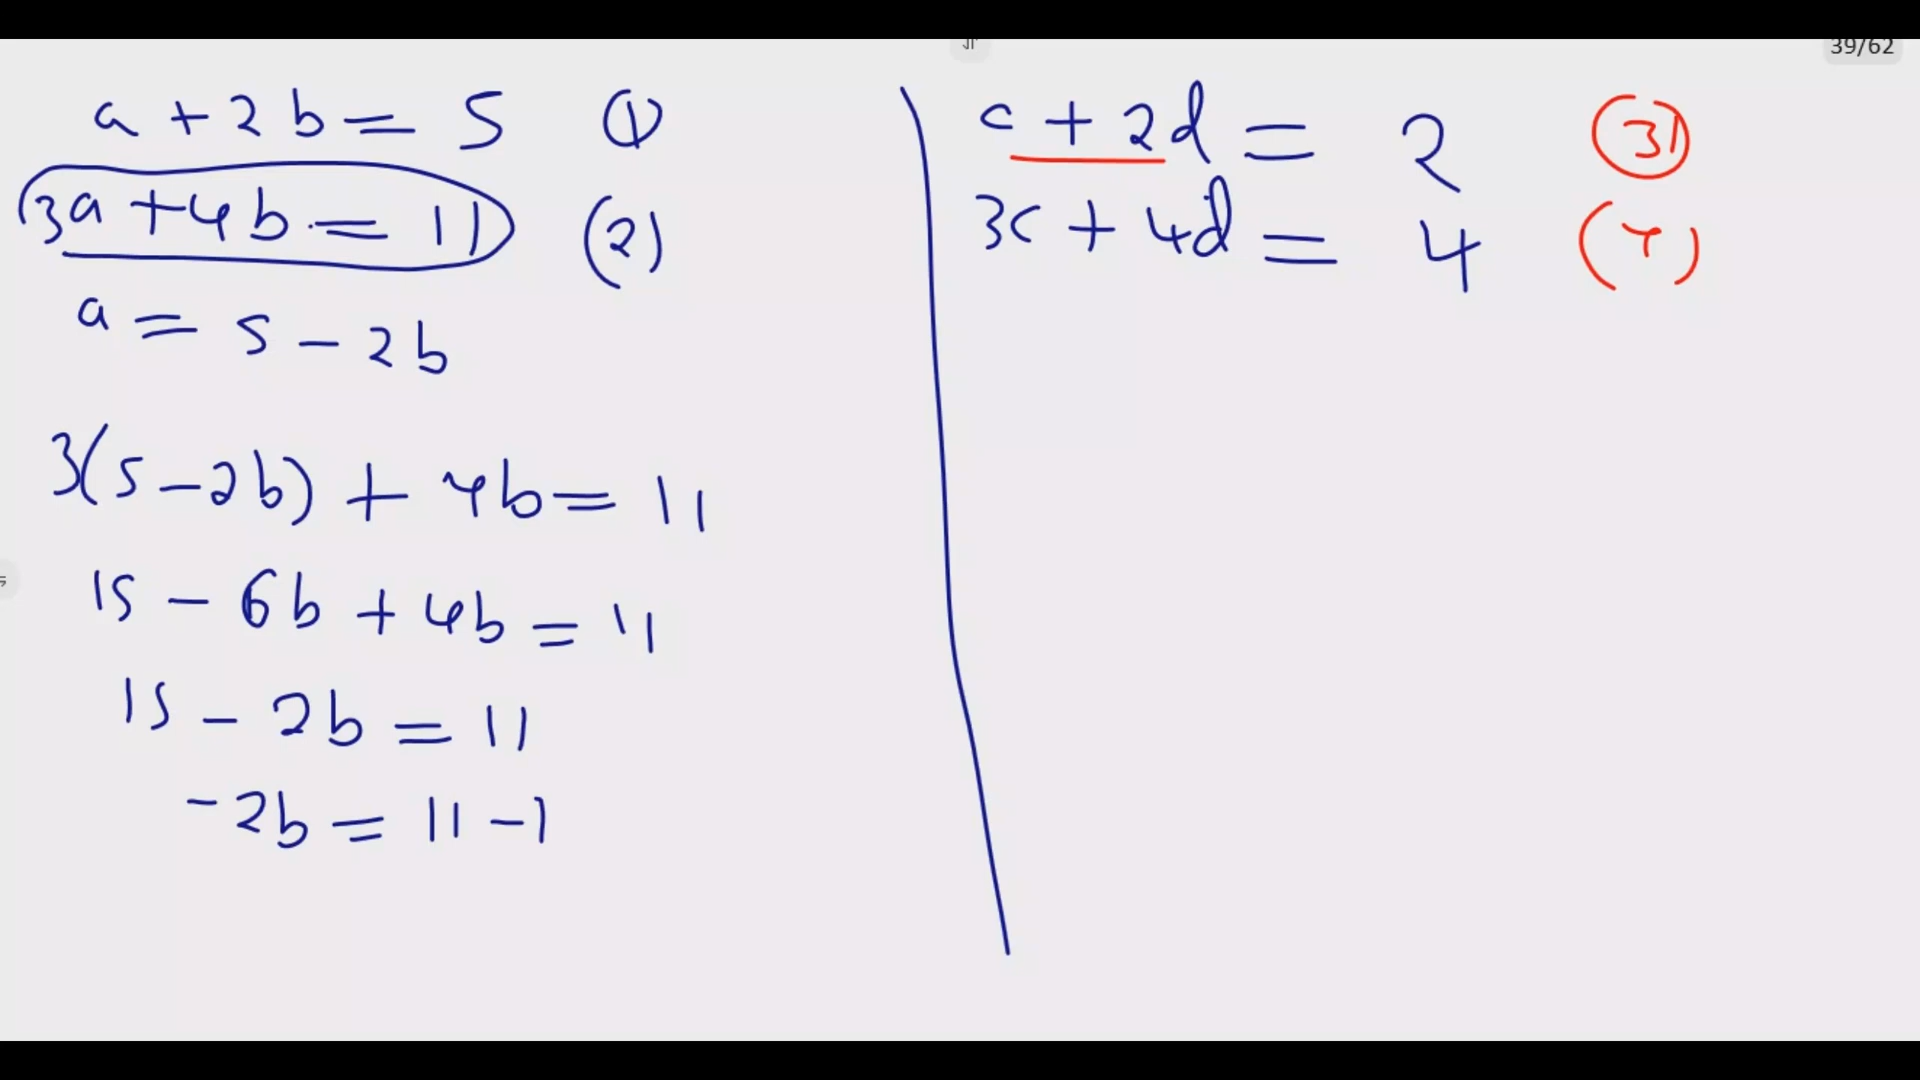 39/62
a + 2b = 5 (1)
3a + 4b = 11 (2)
a = 5 - 2b
3(5 - 2b) + 4b = 11
15 - 6b + 4b = 11
15 - 2b = 11
-2b = 11 - 1
c + 2d = 2 (3)
3c + 4d = 4 (4)